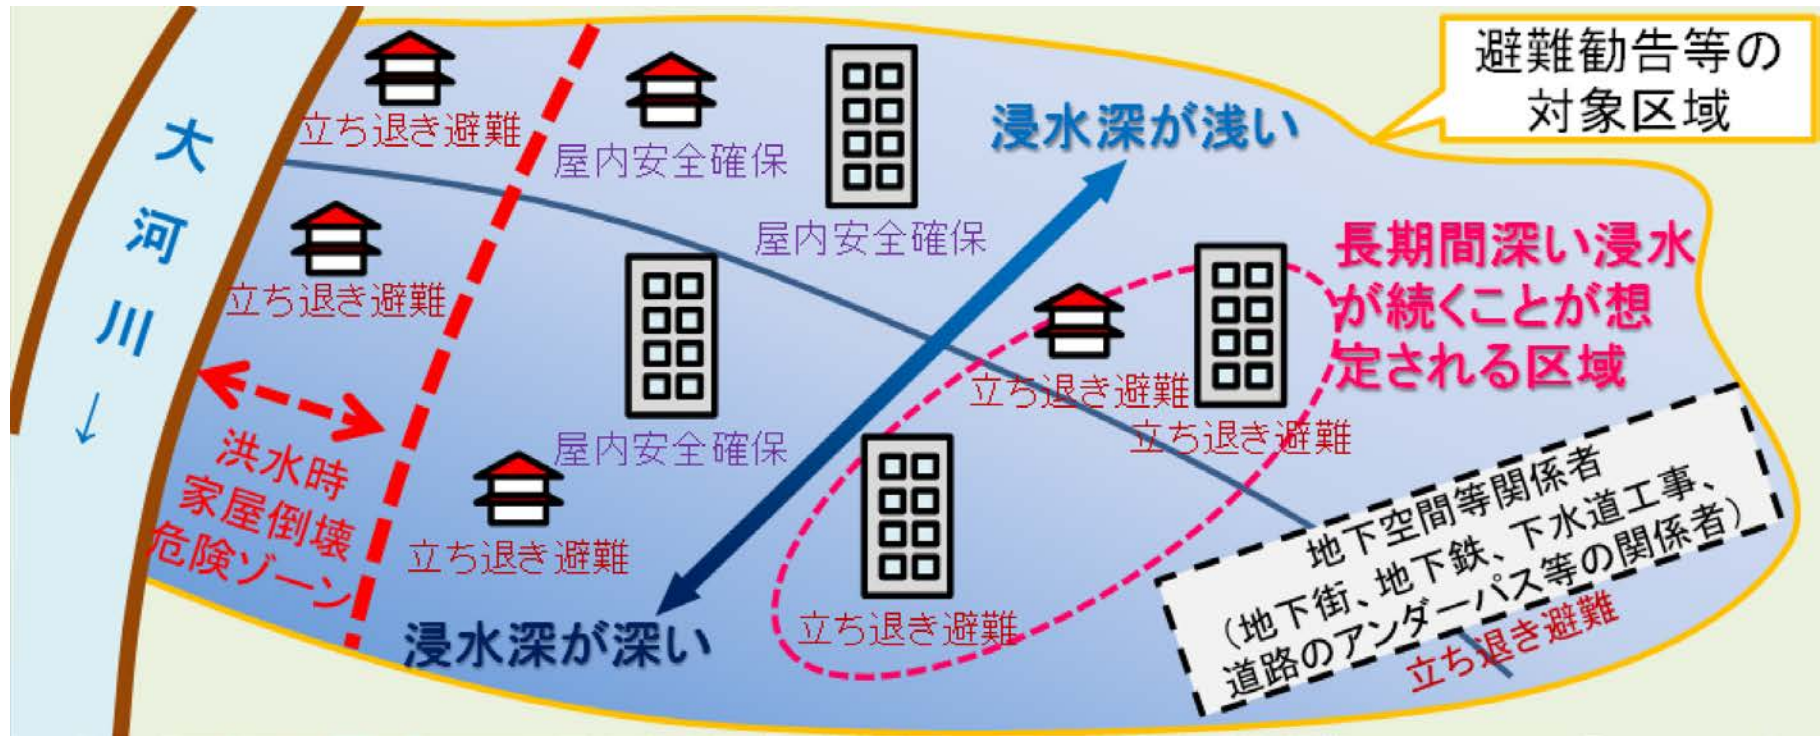 避難勧告等の
対象区域
大河川
↓
立ち退き避難
屋内安全確保
屋内安全確保
浸水深が浅い
立ち退き避難
長期間深い浸水
が続くことが想
定される区域
立ち退き避難
立ち退き避難
屋内安全確保
洪水時
家屋倒壊
危険ゾーン
立ち退き避難
浸水深が深い
立ち退き避難
地下空間等関係者
(地下街、地下鉄、下水道工事、
道路のアンダーパス等の関係者)
立ち退き避難